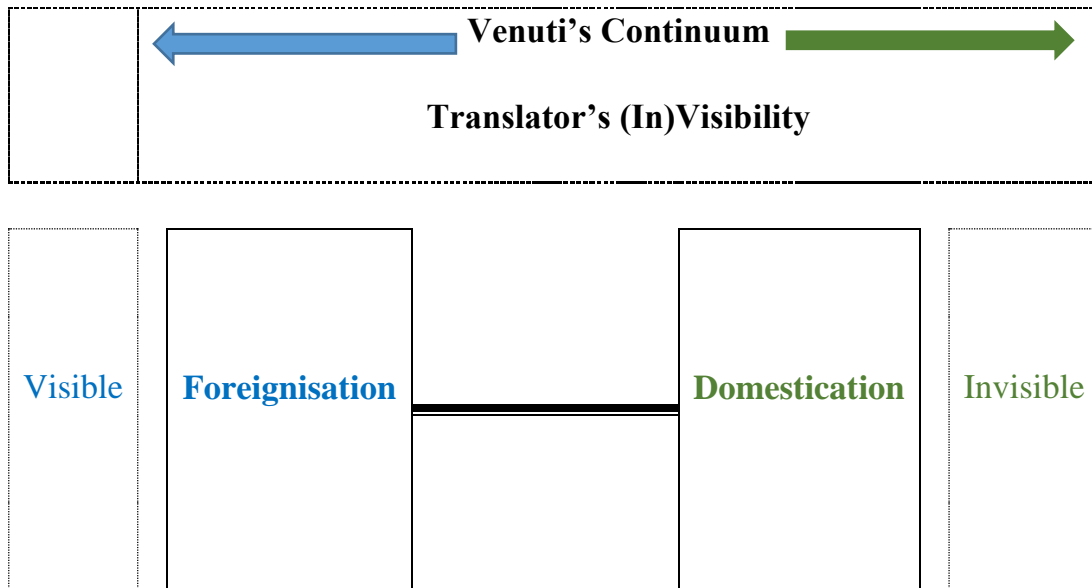 Venuti’s Continuum
Translator’s (In)Visibility
Visible
Foreignisation
Domestication
Invisible